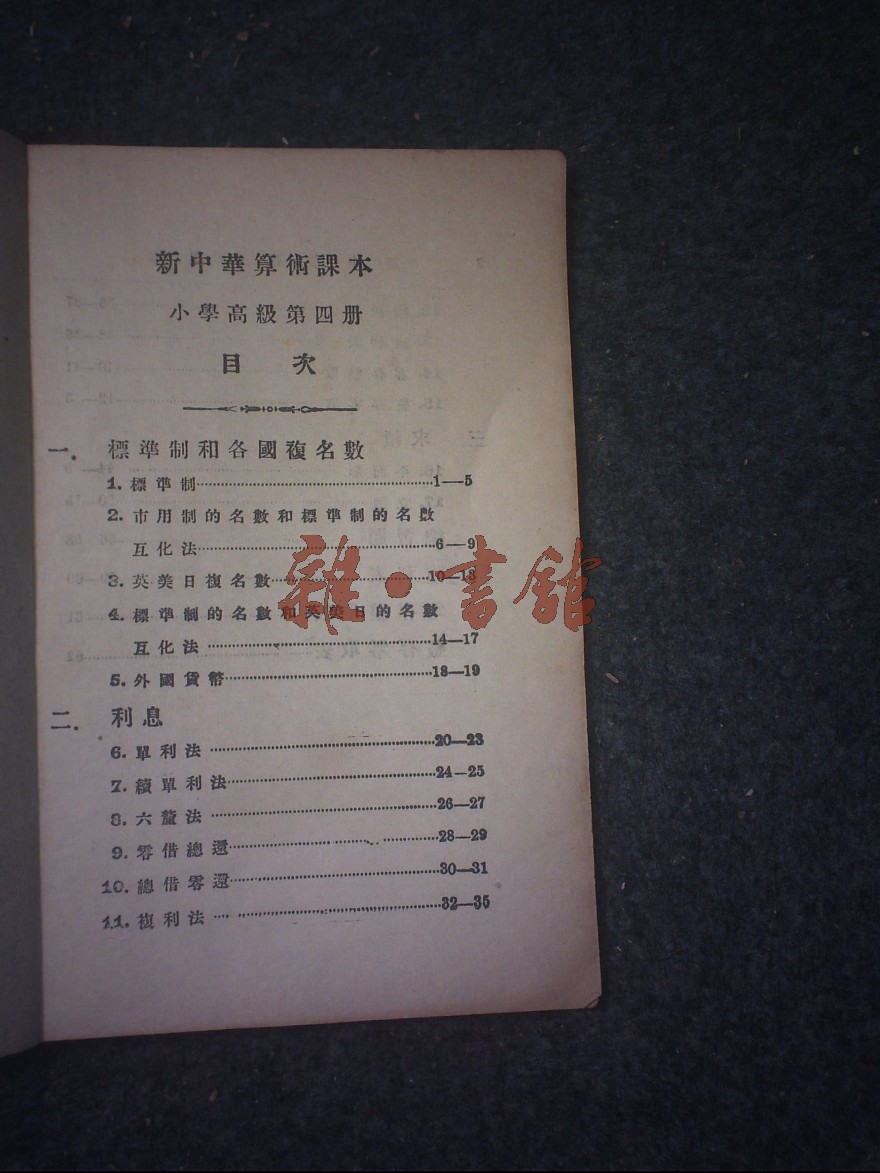 新中華算術課本
小學高級第四册
目 次
一. 標準制和各國複名數
1. 標準制……1—5
2. 市用制的名數和標準制的名數
互化法……6—9
3. 英美日複名數……10—13
4. 標準制的名數和英美日的名數
互化法……14—17
5. 外國貨幣……18—19
二. 利息
6. 單利法……20—23
7. 續單利法……24—25
8. 六釐法……26—27
9. 零借總還……28—29
10. 總借零還……30—31
11. 複利法……32—35
雜·書館